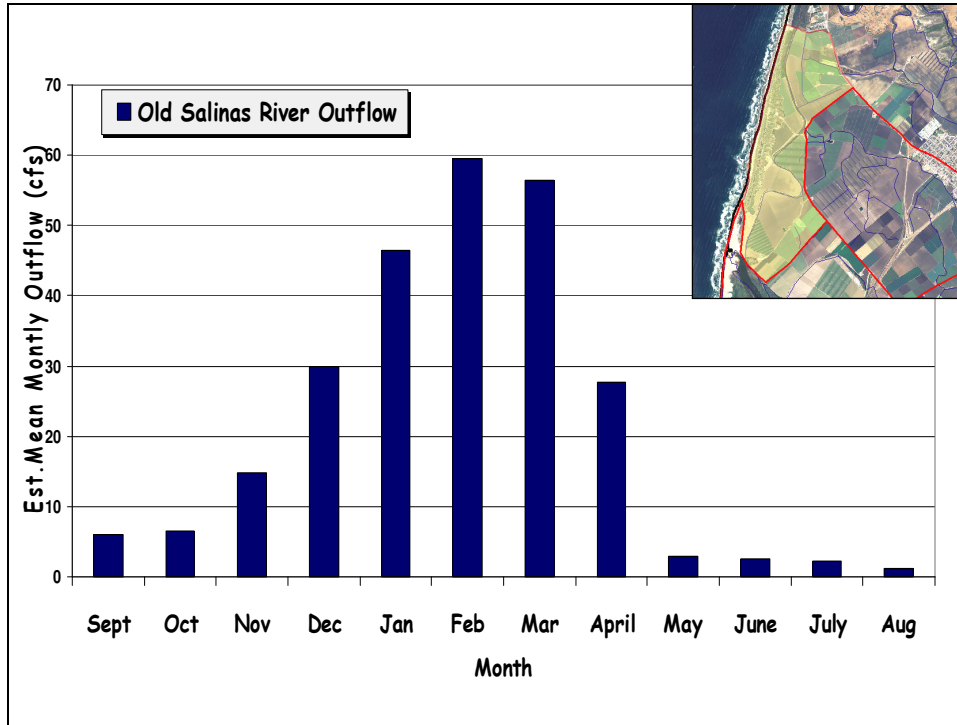 70
60
50
40
30
20
10
0
Est.Mean Montly Outflow (cfs)
Old Salinas River Outflow
Sept Oct Nov Dec Jan Feb Mar April May June July Aug
Month